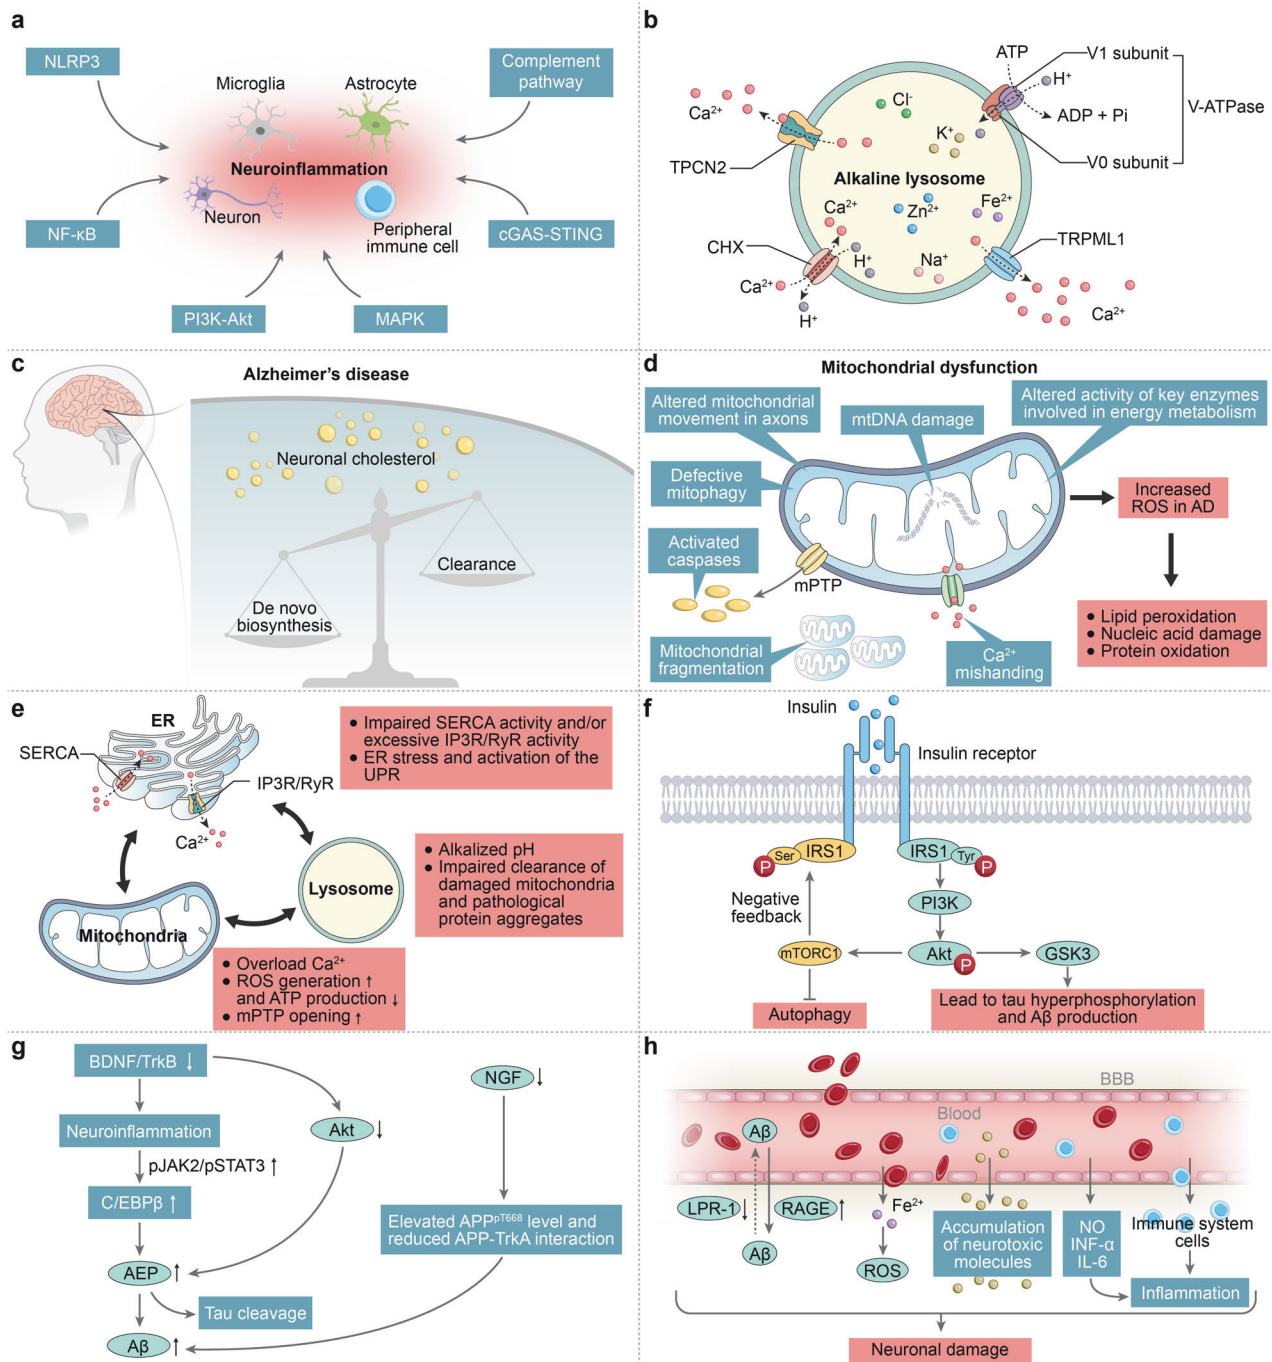 a
NLRP3
Complement
pathway
Microglia
Astrocyte
Neuroinflammation
Neuron
Peripheral
immune cell
NF-κB
cGAS-STING
PI3K-Akt
MAPK
b
ATP
V1 subunit
H⁺
Ca²⁺
Cl⁻
K⁺
ADP + Pi
V-ATPase
TPCN2
V0 subunit
Alkaline lysosome
Ca²⁺
Zn²⁺
Fe²⁺
CHX
TRPML1
H⁺
Na⁺
Ca²⁺
H⁺
Ca²⁺
c
Alzheimer's disease
Neuronal cholesterol
Clearance
De novo
biosynthesis
d
Mitochondrial dysfunction
Altered mitochondrial
movement in axons
mtDNA damage
Altered activity of key enzymes
involved in energy metabolism
Defective
mitophagy
Increased
ROS in AD
Activated
caspases
mPTP
Mitochondrial
fragmentation
Ca²⁺
mishanding
● Lipid peroxidation
● Nucleic acid damage
● Protein oxidation
e
ER
SERCA
IP3R/RyR
Ca²⁺
● Impaired SERCA activity and/or
excessive IP3R/RyR activity
● ER stress and activation of the
UPR
Lysosome
● Alkalized pH
● Impaired clearance of
damaged mitochondria
and pathological
protein aggregates
Mitochondria
● Overload Ca²⁺
● ROS generation ↑
and ATP production ↓
● mPTP opening ↑
f
Insulin
Insulin receptor
P
Ser
IRS1
IRS1
Tyr
P
Negative
feedback
PI3K
mTORC1
Akt
P
GSK3
Autophagy
Lead to tau hyperphosphorylation
and Aβ production
g
BDNF/TrkB ↓
NGF ↓
Neuroinflammation
Akt ↓
pJAK2/pSTAT3 ↑
C/EBPβ ↑
Elevated APPᵖᵀ⁶⁶⁸ level and
reduced APP-TrkA interaction
AEP ↑
Tau cleavage
Aβ ↑
h
BBB
Blood
Aβ
LPR-1 ↓
RAGE ↑
Fe²⁺
Aβ
ROS
Accumulation
of neurotoxic
molecules
NO
INF-α
IL-6
Immune system
cells
Inflammation
Neuronal damage